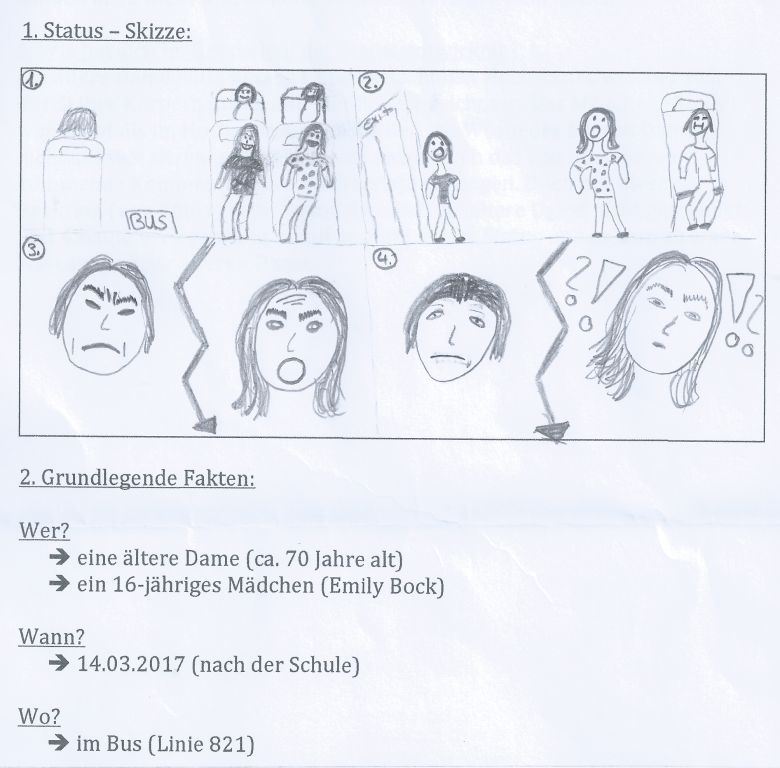 1. Status – Skizze:
1.
2.
Exit
BUS
3.
4.
? ! ! ?
2. Grundlegende Fakten:
Wer?
➔ eine ältere Dame (ca. 70 Jahre alt)
➔ ein 16-jähriges Mädchen (Emily Bock)
Wann?
➔ 14.03.2017 (nach der Schule)
Wo?
➔ im Bus (Linie 821)